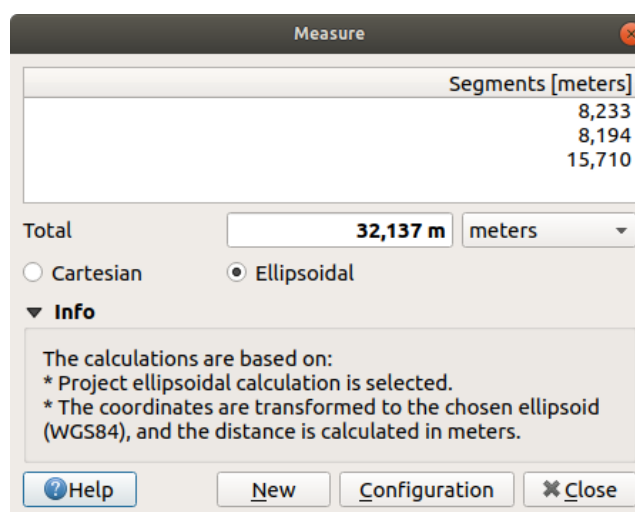 Measure
Segments [meters]
8,233
8,194
15,710
Total 32,137 m meters
Cartesian Ellipsoidal
Info
The calculations are based on:
* Project ellipsoidal calculation is selected.
* The coordinates are transformed to the chosen ellipsoid
(WGS84), and the distance is calculated in meters.
Help New Configuration Close